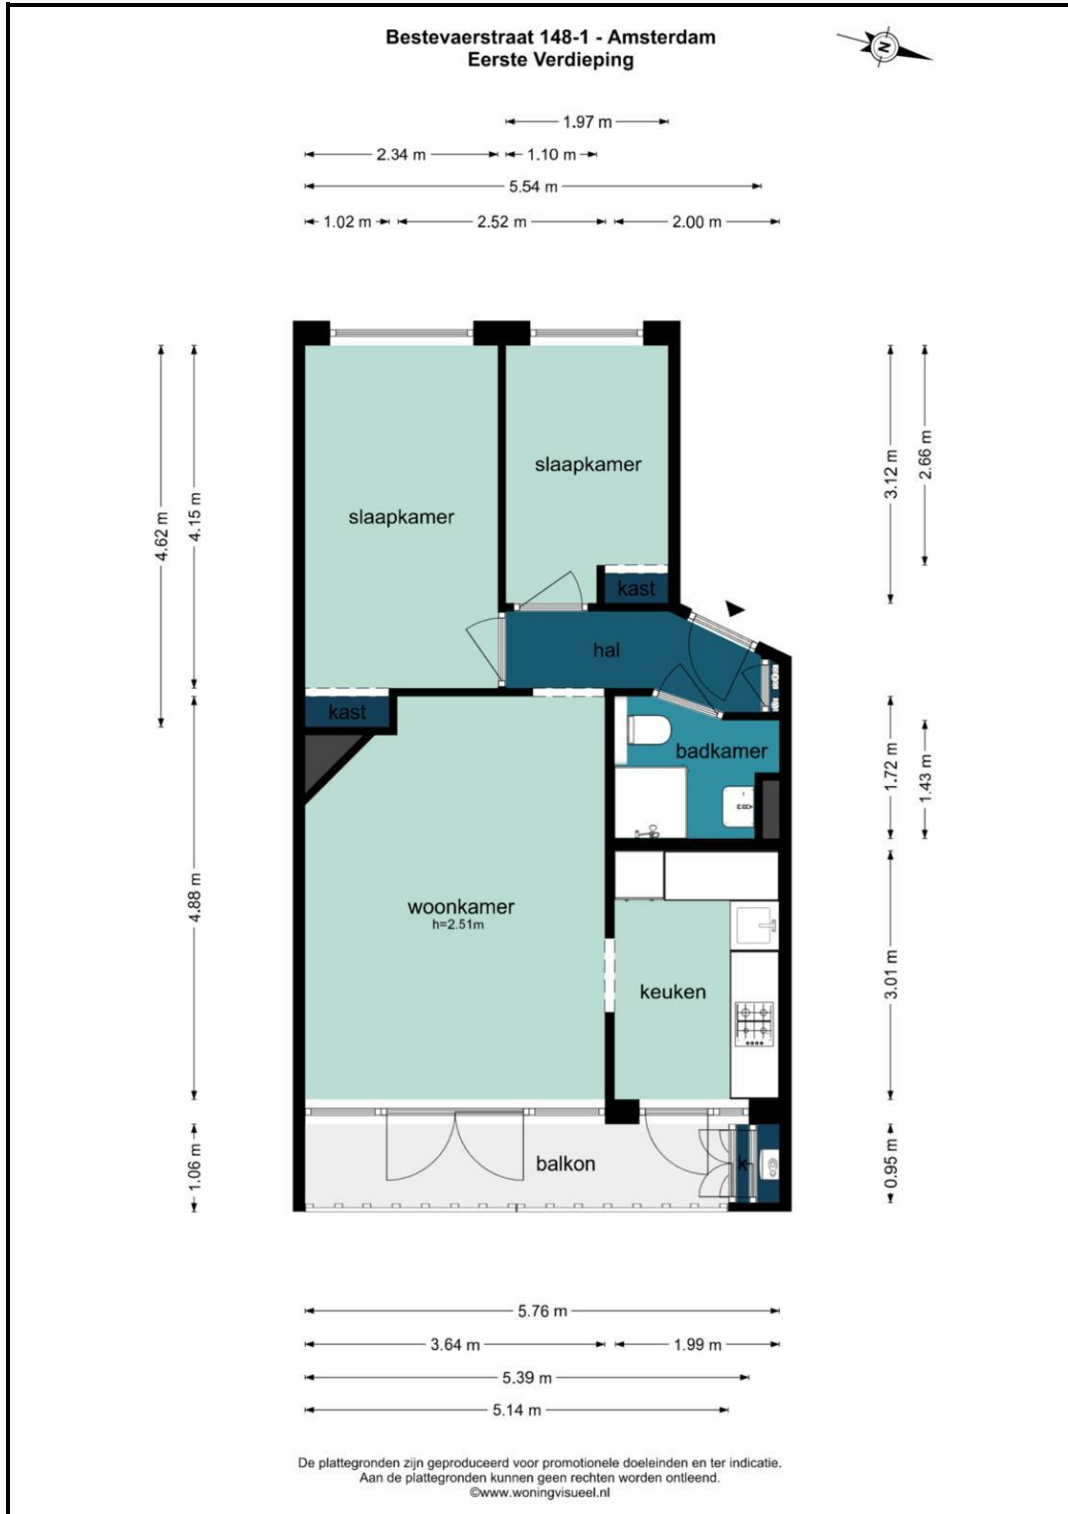 Bestevaerstraat 148-1 - Amsterdam
Eerste Verdieping
N
1.97 m
2.34 m
1.10 m
5.54 m
1.02 m
2.52 m
2.00 m
4.62 m
4.15 m
3.12 m
2.66 m
slaapkamer
slaapkamer
kast
hal
kast
badkamer
1.72 m
1.43 m
4.88 m
woonkamer
h=2.51m
keuken
3.01 m
balkon
k
1.06 m
0.95 m
5.76 m
3.64 m
1.99 m
5.39 m
5.14 m
De plattegronden zijn geproduceerd voor promotionele doeleinden en ter indicatie.
Aan de plattegronden kunnen geen rechten worden ontleend.
©www.woningvisueel.nl